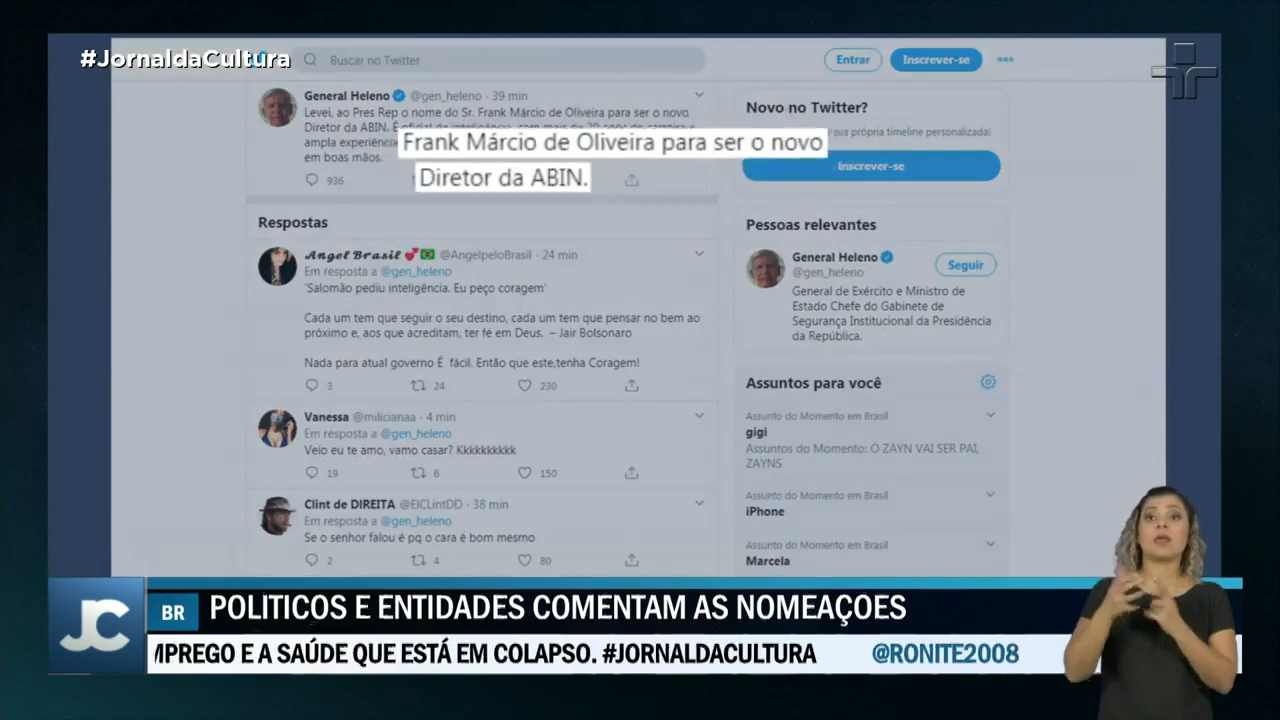 #JornaldaCultura
Buscar no Twitter
Entrar
Inscrever-se
General Heleno @gen_heleno · 39 min
Levei, ao Pres Rep o nome do Sr. Frank Márcio de Oliveira para ser o novo
Diretor da ABIN. É
ampla experiência
em boas mãos.
Frank Márcio de Oliveira para ser o novo
Diretor da ABIN.
936
Respostas
Angel Brasil 💕🇧🇷 @AngelpeloBrasil · 24 min
Em resposta a @gen_heleno
'Salomão pediu inteligência. Eu peço coragem'
Cada um tem que seguir o seu destino, cada um tem que pensar no bem ao
próximo e, aos que acreditam, ter fé em Deus. – Jair Bolsonaro
Nada para atual governo É fácil. Então que este,tenha Coragem!
3 24 230
Vanessa @milicianaa · 4 min
Em resposta a @gen_heleno
Veio eu te amo, vamo casar? Kkkkkkkkkk
19 6 150
Clint de DIREITA @ElCLintDD · 38 min
Em resposta a @gen_heleno
Se o senhor falou é pq o cara é bom mesmo
2 4 80
Novo no Twitter?
sua própria timeline personalizada!
Inscrever-se
Pessoas relevantes
General Heleno
@gen_heleno
Seguir
General de Exército e Ministro de
Estado Chefe do Gabinete de
Segurança Institucional da Presidência
da República.
Assuntos para você
Assunto do Momento em Brasil
gigi
Assuntos do Momento: O ZAYN VAI SER PAI,
ZAYNS
Assunto do Momento em Brasil
iPhone
Assunto do Momento em Brasil
Marcela
JC
BR
POLÍTICOS E ENTIDADES COMENTAM AS NOMEAÇÕES
MPREGO E A SAÚDE QUE ESTÁ EM COLAPSO. #JORNALDACULTURA @RONITE2008